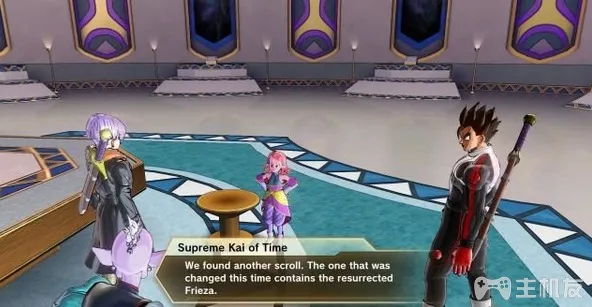 Supreme Kai of Time
We found another scroll. The one that was
changed this time contains the resurrected
Frieza.
主机友